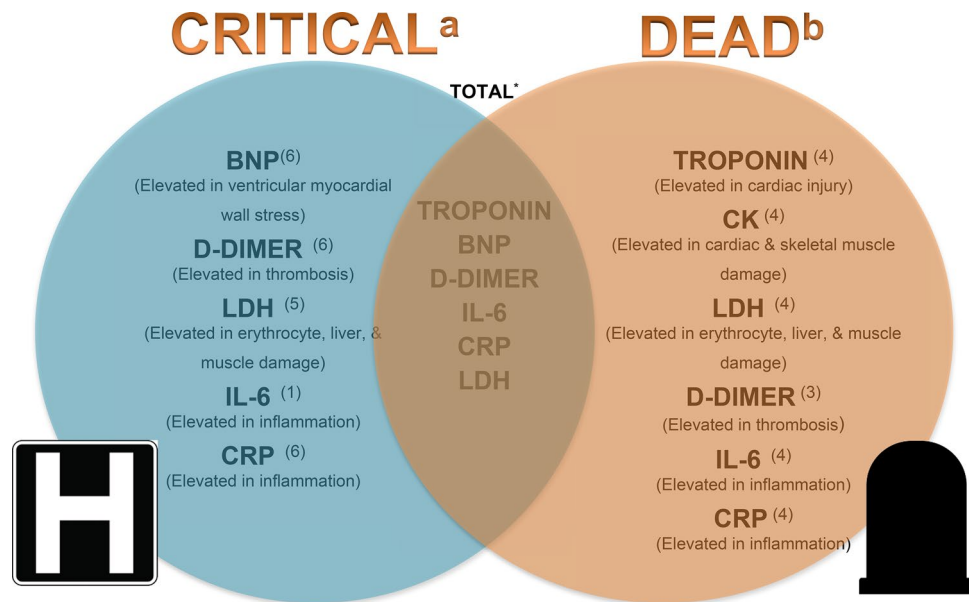 CRITICALᵃ
DEADᵇ
TOTAL*
BNP(6)
(Elevated in ventricular myocardial
wall stress)
D-DIMER (6)
(Elevated in thrombosis)
LDH (5)
(Elevated in erythrocyte, liver, &
muscle damage)
IL-6 (1)
(Elevated in inflammation)
CRP (6)
(Elevated in inflammation)
TROPONIN
BNP
D-DIMER
IL-6
CRP
LDH
TROPONIN (4)
(Elevated in cardiac injury)
CK (4)
(Elevated in cardiac & skeletal muscle
damage)
LDH (4)
(Elevated in erythrocyte, liver, & muscle
damage)
D-DIMER (3)
(Elevated in thrombosis)
IL-6 (4)
(Elevated in inflammation)
CRP (4)
(Elevated in inflammation)
H